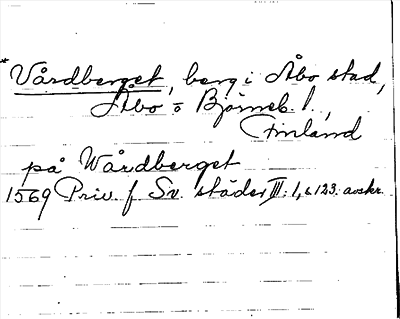 *Vårdberget, berg i Åbo stad,
Åbo o Björneb. l.,
Finland
på Wårdberget
1569 Priv. f Sv. städer III: 1, s. 123. avskr.